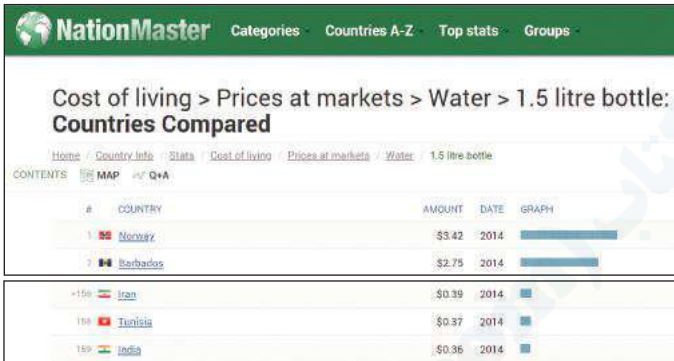 NationMaster Categories Countries A-Z Top stats Groups
Cost of living > Prices at markets > Water > 1.5 litre bottle:
Countries Compared
Home / Country Info / Stats / Cost of living / Prices at markets / Water / 1.5 litre bottle
CONTENTS MAP Q+A
# COUNTRY AMOUNT DATE GRAPH
1 Norway $3.42 2014
2 Barbados $2.75 2014
=156 Iran $0.39 2014
158 Tunisia $0.37 2014
159 India $0.36 2014